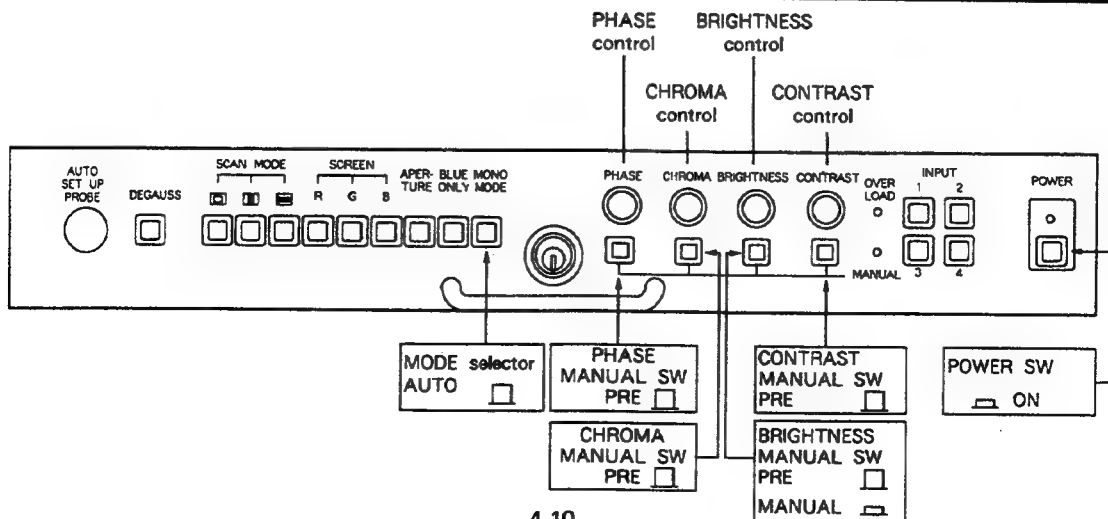 PHASE
control
BRIGHTNESS
control
CHROMA
control
CONTRAST
control
AUTO
SET UP
PROBE
DEGAUSS
SCAN MODE
SCREEN
R G B
APER-
TURE
BLUE
ONLY
MONO
MODE
PHASE
CHROMA
BRIGHTNESS
CONTRAST
OVER
LOAD
MANUAL
INPUT
1 2
3 4
POWER
MODE selector
AUTO
PHASE
MANUAL SW
PRE
CHROMA
MANUAL SW
PRE
CONTRAST
MANUAL SW
PRE
BRIGHTNESS
MANUAL SW
PRE
MANUAL
POWER SW
ON